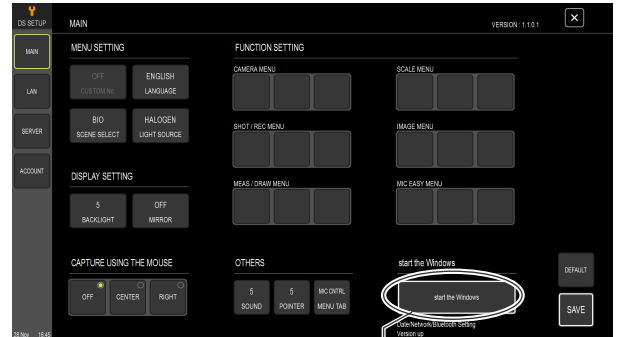 DS SETUP
MAIN
VERSION : 1.1.0.1
MAIN
LAN
SERVER
ACCOUNT
MENU SETTING
OFF
CUSTOM No.
ENGLISH
LANGUAGE
BIO
SCENE SELECT
HALOGEN
LIGHT SOURCE
DISPLAY SETTING
5
BACKLIGHT
OFF
MIRROR
CAPTURE USING THE MOUSE
OFF
CENTER
RIGHT
FUNCTION SETTING
CAMERA MENU
SCALE MENU
SHOT / REC MENU
IMAGE MENU
MEAS / DRAW MENU
MIC EASY MENU
OTHERS
5
SOUND
5
POINTER
MIC CNTRL.
MENU TAB
start the Windows
start the Windows
Date/Network/Bluetooth Setting
Version up
DEFAULT
SAVE
28 Nov 16:45